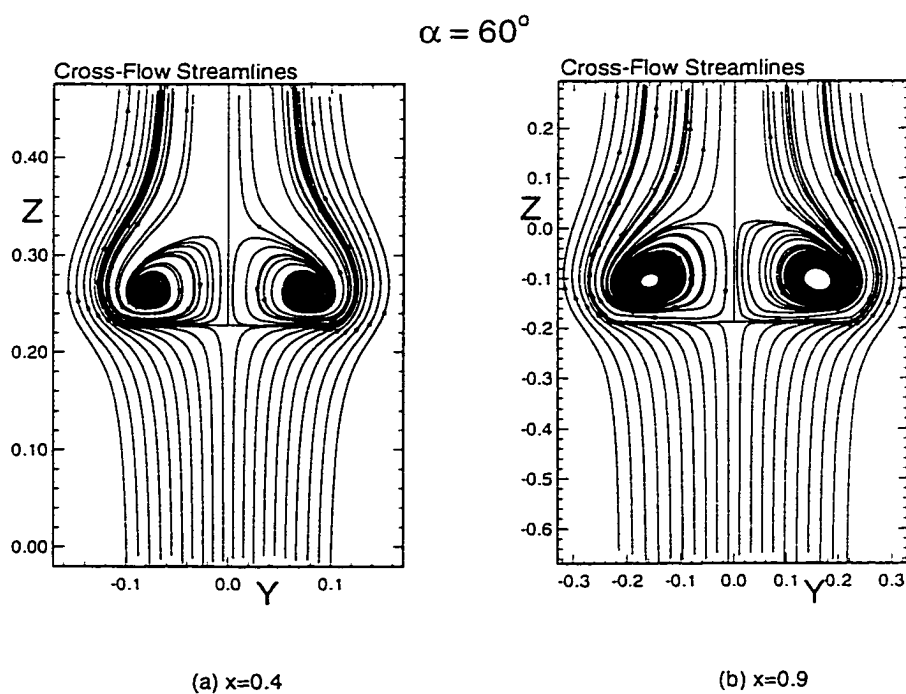 α = 60°
Cross-Flow Streamlines
0.40
Z
0.30
0.20
0.10
0.00
-0.1
0.0
Y
0.1
Cross-Flow Streamlines
0.2
0.1
Z
0.0
-0.1
-0.2
-0.3
-0.4
-0.5
-0.6
-0.3
-0.2
-0.1
0.0
0.1
Y
0.2
0.3
(a) x=0.4
(b) x=0.9